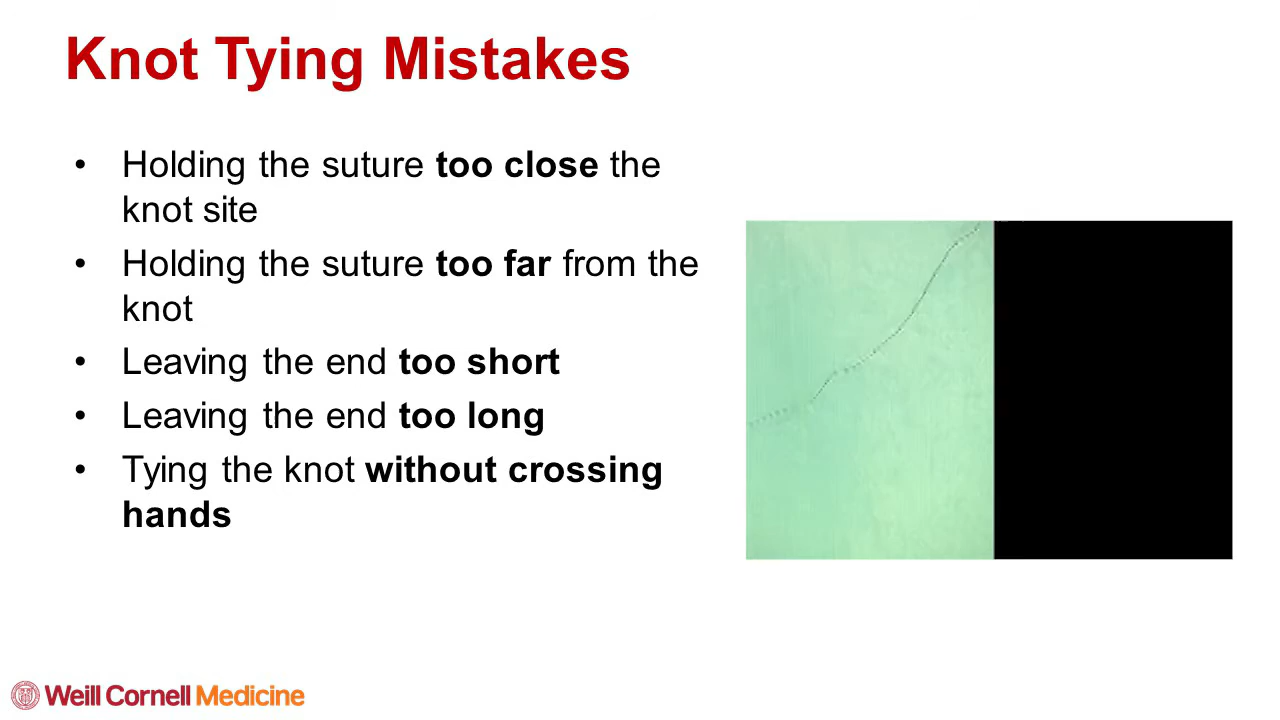 Knot Tying Mistakes
• Holding the suture too close the
knot site
• Holding the suture too far from the
knot
• Leaving the end too short
• Leaving the end too long
• Tying the knot without crossing
hands
Weill Cornell Medicine